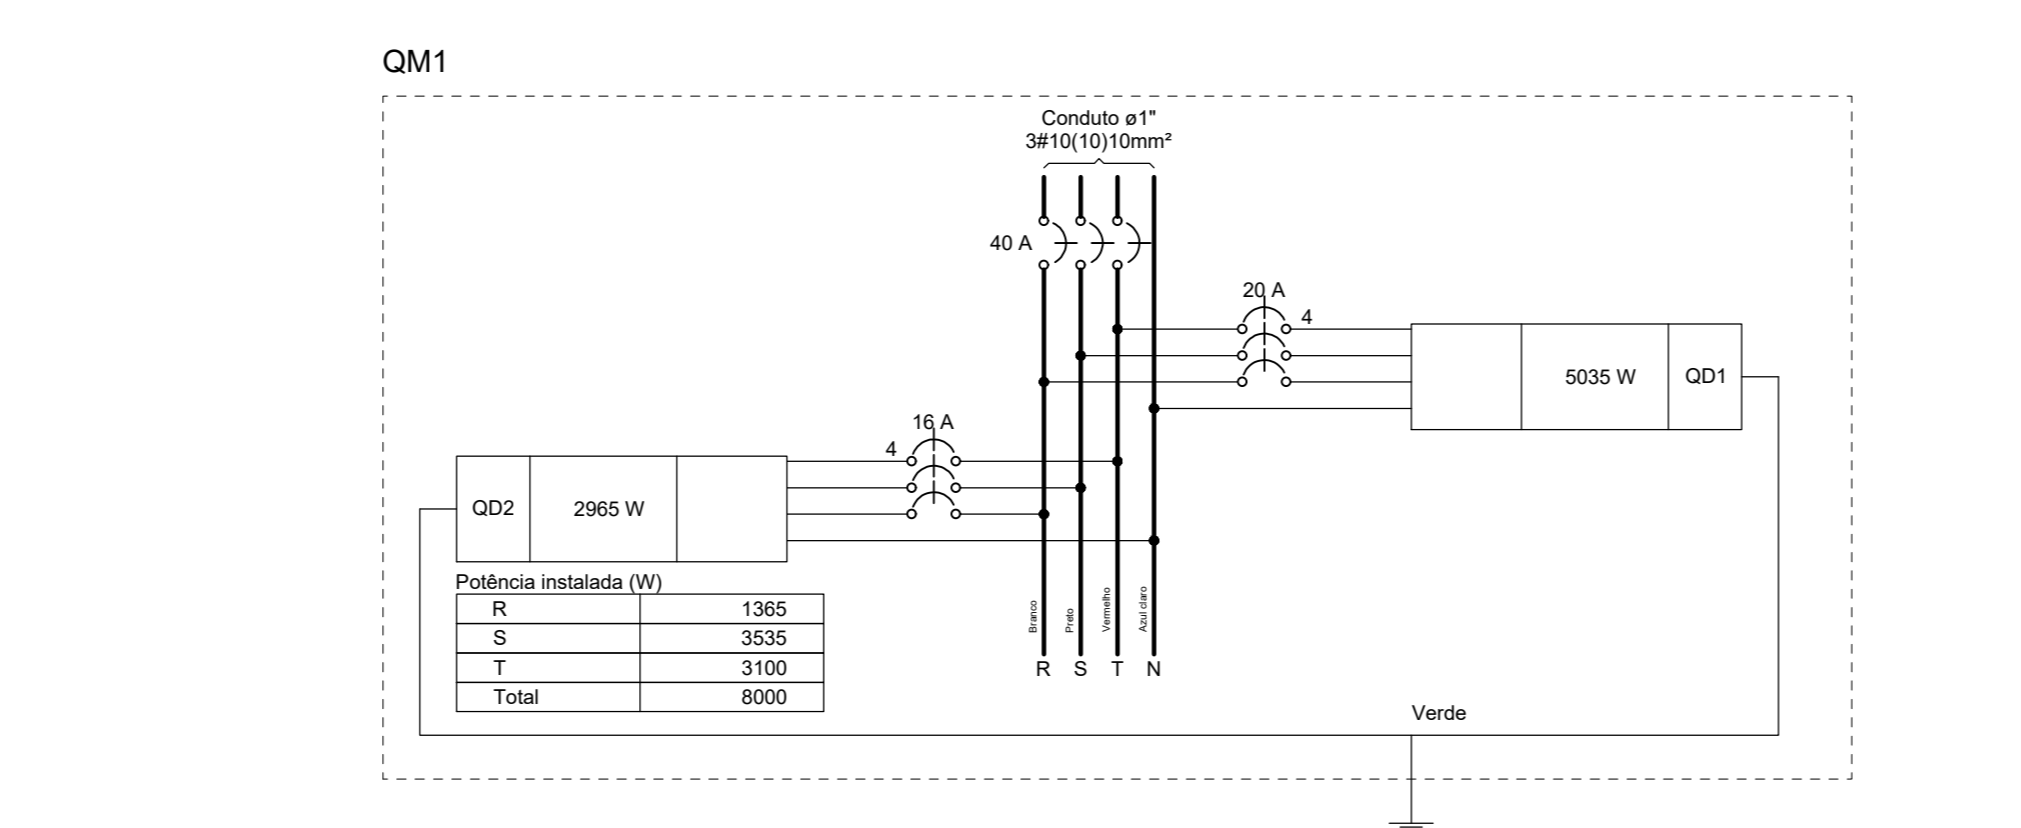 QM1
Conduto ø1"
3#10(10)10mm²
40 A
20 A
4
5035 W
QD1
16 A
4
QD2
2965 W
Potência instalada (W)
R 1365
S 3535
T 3100
Total 8000
Branco
Preto
Vermelho
Azul claro
R S T N
Verde